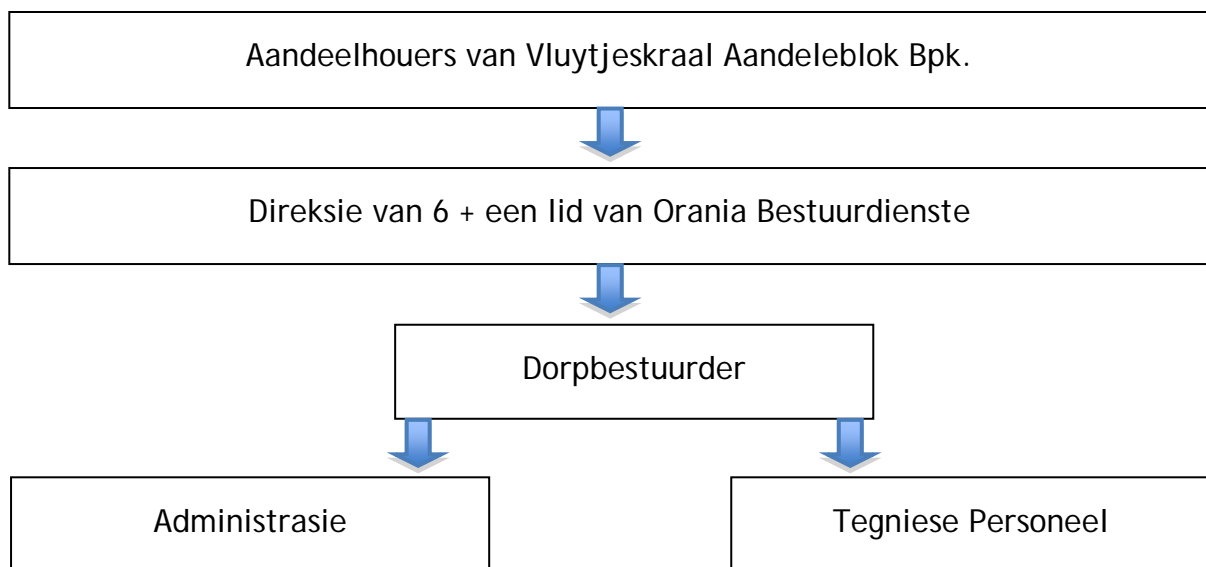 Aandeelhouers van Vluytjeskraal Aandeleblok Bpk.
Direksie van 6 + een lid van Orania Bestuurdienste
Dorpbestuurder
Administrasie
Tegniese Personeel